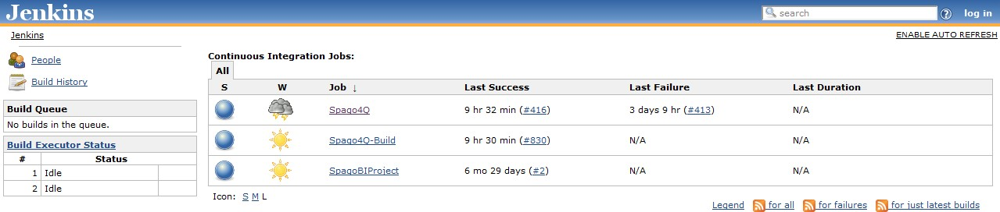 Jenkins
search
? log in
Jenkins
ENABLE AUTO REFRESH
People
Build History
Build Queue
No builds in the queue.
Build Executor Status
# Status
1 Idle
2 Idle
Continuous Integration Jobs:
All
S W Job ↓ Last Success Last Failure Last Duration
Spago4Q 9 hr 32 min (#416) 3 days 9 hr (#413) N/A
Spago4Q-Build 9 hr 30 min (#830) N/A N/A
SpagoBIProject 6 mo 29 days (#2) N/A N/A
Icon: S M L
Legend for all for failures for just latest builds